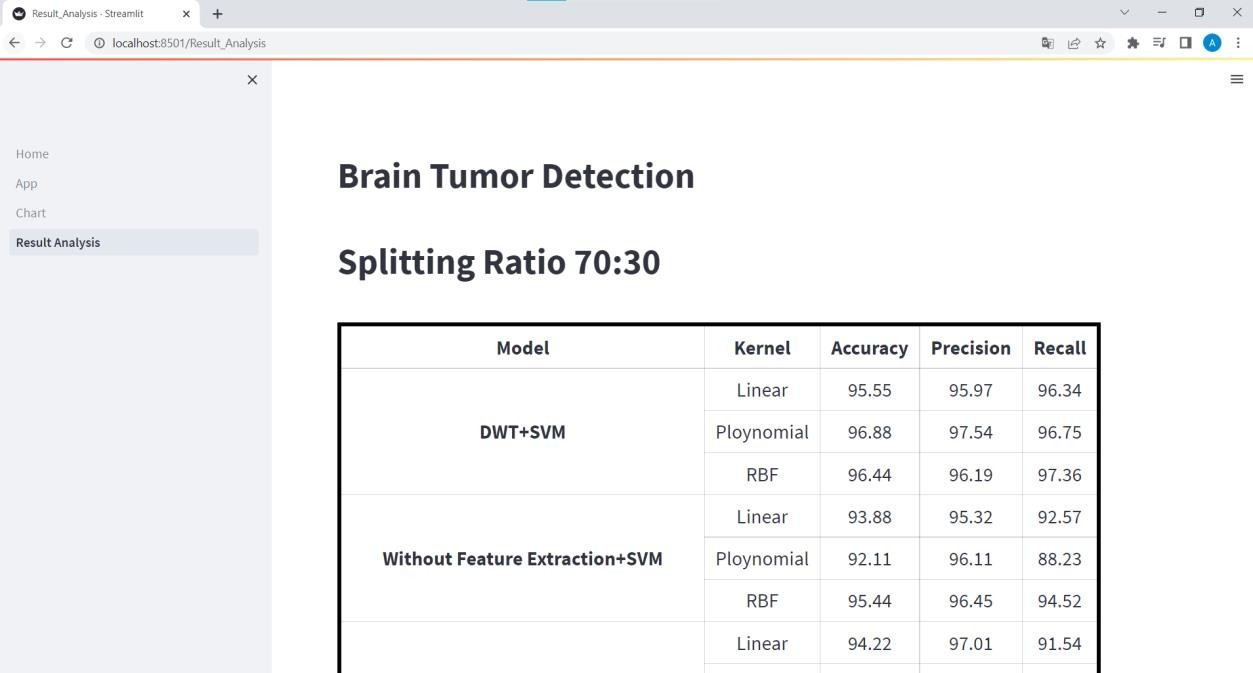 Result_Analysis - Streamlit
localhost:8501/Result_Analysis
A
Home
App
Chart
Result Analysis
Brain Tumor Detection
Splitting Ratio 70:30
Model Kernel Accuracy Precision Recall
DWT+SVM
Linear 95.55 95.97 96.34
Ploynomial 96.88 97.54 96.75
RBF 96.44 96.19 97.36
Without Feature Extraction+SVM
Linear 93.88 95.32 92.57
Ploynomial 92.11 96.11 88.23
RBF 95.44 96.45 94.52
Linear 94.22 97.01 91.54